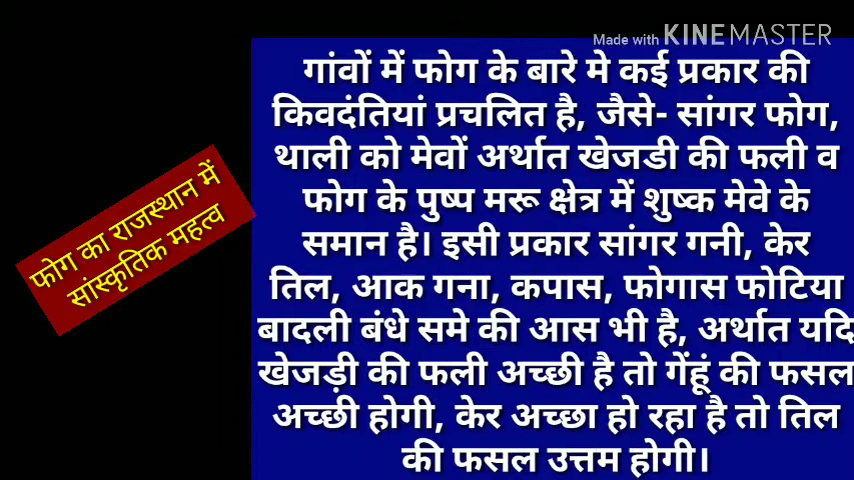 Made with KINEMASTER
गांवों में फोग के बारे मे कई प्रकार की
किवदंतियां प्रचलित है, जैसे- सांगर फोग,
थाली को मेवों अर्थात खेजडी की फली व
फोग के पुष्प मरू क्षेत्र में शुष्क मेवे के
समान है। इसी प्रकार सांगर गनी, केर
तिल, आक गना, कपास, फोगास फोटिया
बादली बंधे समे की आस भी है, अर्थात यदि
खेजड़ी की फली अच्छी है तो गेंहूं की फसल
अच्छी होगी, केर अच्छा हो रहा है तो तिल
की फसल उत्तम होगी।
फोग का राजस्थान में
सांस्कृतिक महत्व